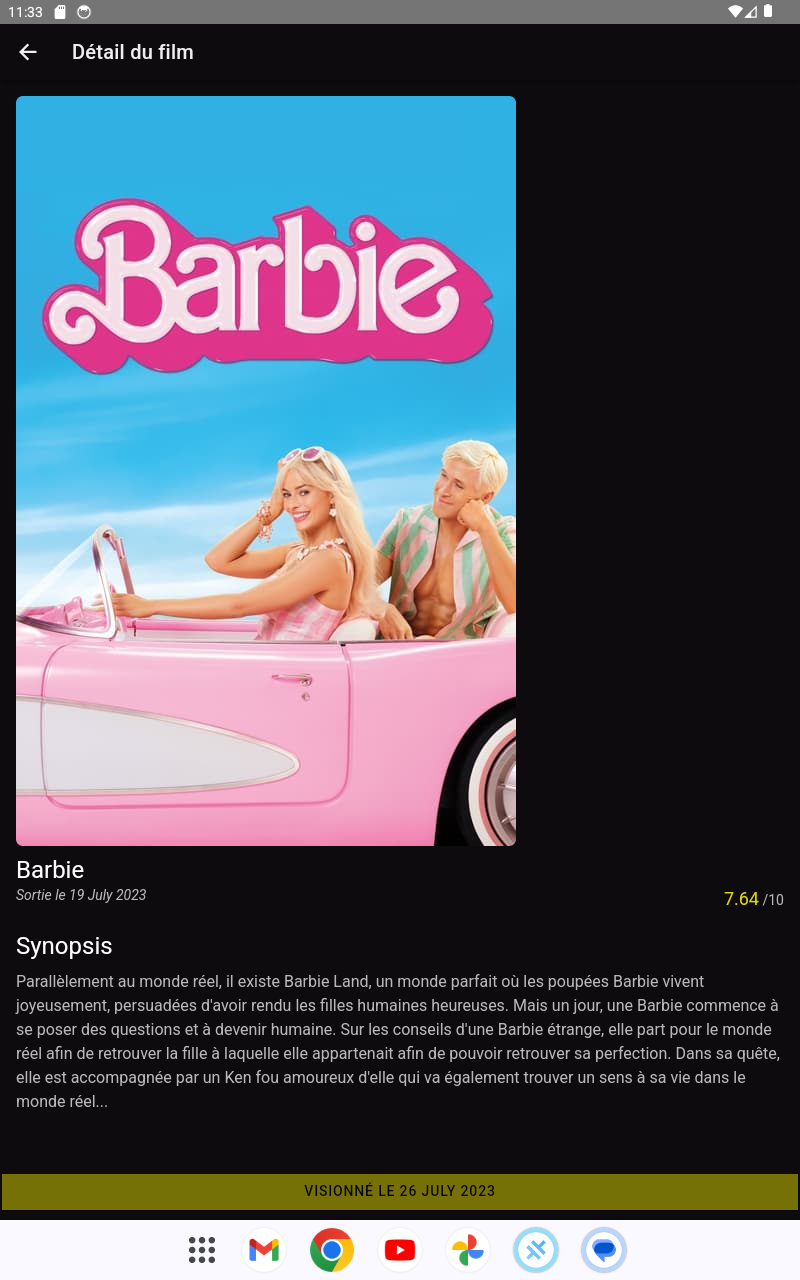 11:33
Détail du film
Barbie
Barbie
Sortie le 19 July 2023
7.64 /10
Synopsis
Parallèlement au monde réel, il existe Barbie Land, un monde parfait où les poupées Barbie vivent
joyeusement, persuadées d'avoir rendu les filles humaines heureuses. Mais un jour, une Barbie commence à
se poser des questions et à devenir humaine. Sur les conseils d'une Barbie étrange, elle part pour le monde
réel afin de retrouver la fille à laquelle elle appartenait afin de pouvoir retrouver sa perfection. Dans sa quête,
elle est accompagnée par un Ken fou amoureux d'elle qui va également trouver un sens à sa vie dans le
monde réel...
VISIONNÉ LE 26 JULY 2023